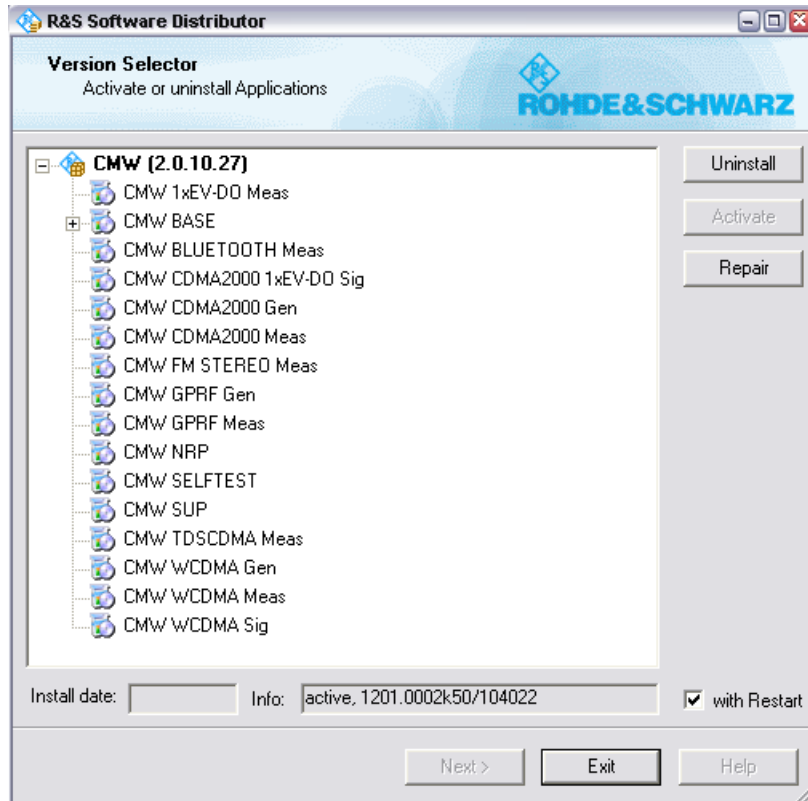 R&S Software Distributor
Version Selector
Activate or uninstall Applications
ROHDE&SCHWARZ
CMW (2.0.10.27)
CMW 1xEV-DO Meas
CMW BASE
CMW BLUETOOTH Meas
CMW CDMA2000 1xEV-DO Sig
CMW CDMA2000 Gen
CMW CDMA2000 Meas
CMW FM STEREO Meas
CMW GPRF Gen
CMW GPRF Meas
CMW NRP
CMW SELFTEST
CMW SUP
CMW TDSCDMA Meas
CMW WCDMA Gen
CMW WCDMA Meas
CMW WCDMA Sig
Uninstall
Activate
Repair
Install date:
Info: active, 1201.0002k50/104022
with Restart
Next >
Exit
Help